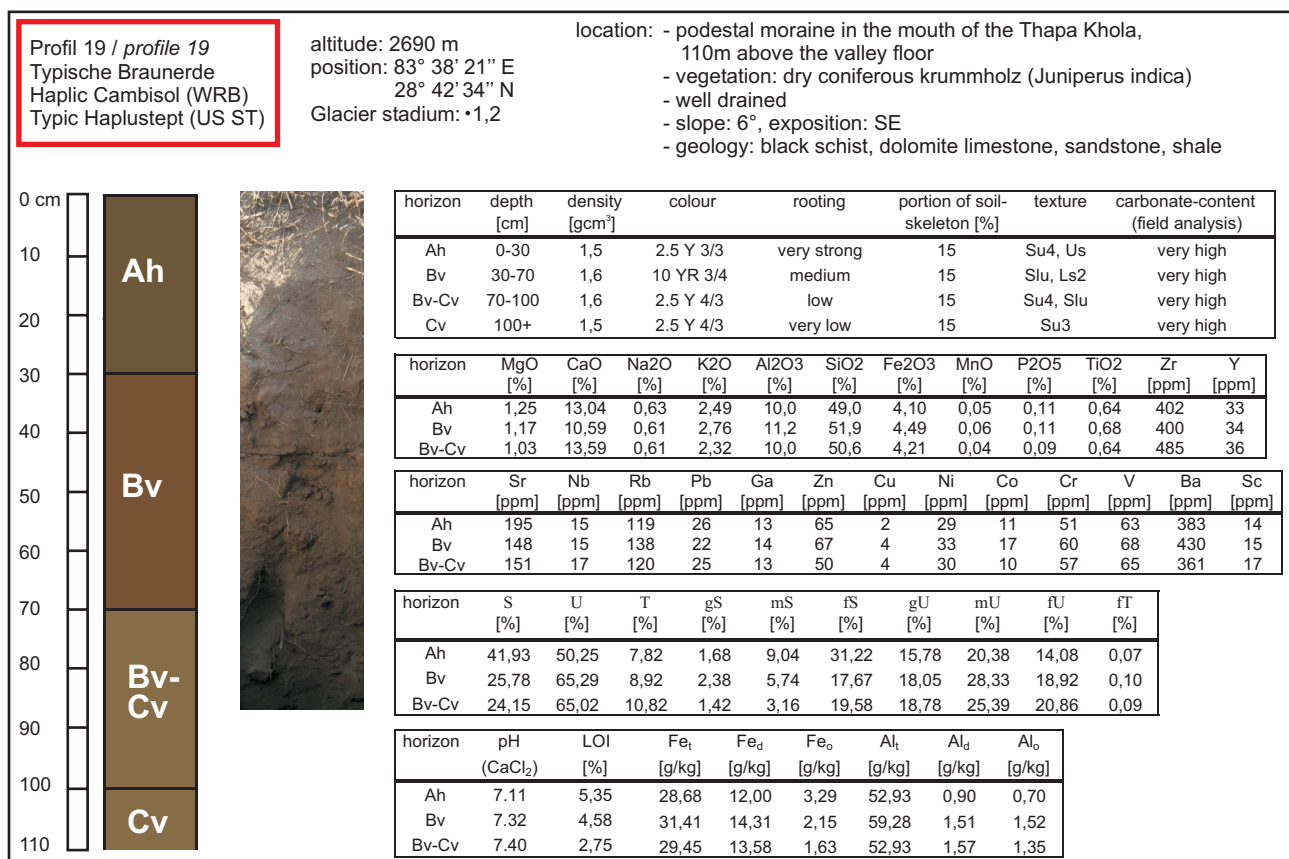 Profil 19 / profile 19
Typische Braunerde
Haplic Cambisol (WRB)
Typic Haplustept (US ST)
altitude: 2690 m
position: 83° 38' 21'' E
28° 42' 34'' N
Glacier stadium: •1,2
location: - podestal moraine in the mouth of the Thapa Khola,
110m above the valley floor
- vegetation: dry coniferous krummholz (Juniperus indica)
- well drained
- slope: 6°, exposition: SE
- geology: black schist, dolomite limestone, sandstone, shale
0 cm
10
20
30
40
50
60
70
80
90
100
110
Ah
Bv
Bv-
Cv
Cv
horizon depth density colour rooting portion of soil- texture carbonate-content
[cm] [gcm³] skeleton [%] (field analysis)
Ah 0-30 1,5 2.5 Y 3/3 very strong 15 Su4, Us very high
Bv 30-70 1,6 10 YR 3/4 medium 15 Slu, Ls2 very high
Bv-Cv 70-100 1,6 2.5 Y 4/3 low 15 Su4, Slu very high
Cv 100+ 1,5 2.5 Y 4/3 very low 15 Su3 very high
horizon MgO CaO Na2O K2O Al2O3 SiO2 Fe2O3 MnO P2O5 TiO2 Zr Y
[%] [%] [%] [%] [%] [%] [%] [%] [%] [%] [ppm] [ppm]
Ah 1,25 13,04 0,63 2,49 10,0 49,0 4,10 0,05 0,11 0,64 402 33
Bv 1,17 10,59 0,61 2,76 11,2 51,9 4,49 0,06 0,11 0,68 400 34
Bv-Cv 1,03 13,59 0,61 2,32 10,0 50,6 4,21 0,04 0,09 0,64 485 36
horizon Sr Nb Rb Pb Ga Zn Cu Ni Co Cr V Ba Sc
[ppm] [ppm] [ppm] [ppm] [ppm] [ppm] [ppm] [ppm] [ppm] [ppm] [ppm] [ppm] [ppm]
Ah 195 15 119 26 13 65 2 29 11 51 63 383 14
Bv 148 15 138 22 14 67 4 33 17 60 68 430 15
Bv-Cv 151 17 120 25 13 50 4 30 10 57 65 361 17
horizon S U T gS mS fS gU mU fU fT
[%] [%] [%] [%] [%] [%] [%] [%] [%] [%]
Ah 41,93 50,25 7,82 1,68 9,04 31,22 15,78 20,38 14,08 0,07
Bv 25,78 65,29 8,92 2,38 5,74 17,67 18,05 28,33 18,92 0,10
Bv-Cv 24,15 65,02 10,82 1,42 3,16 19,58 18,78 25,39 20,86 0,09
horizon pH LOI Feₜ Fe_d Feₒ Alₜ Al_d Alₒ
(CaCl₂) [%] [g/kg] [g/kg] [g/kg] [g/kg] [g/kg] [g/kg]
Ah 7.11 5,35 28,68 12,00 3,29 52,93 0,90 0,70
Bv 7.32 4,58 31,41 14,31 2,15 59,28 1,51 1,52
Bv-Cv 7.40 2,75 29,45 13,58 1,63 52,93 1,57 1,35